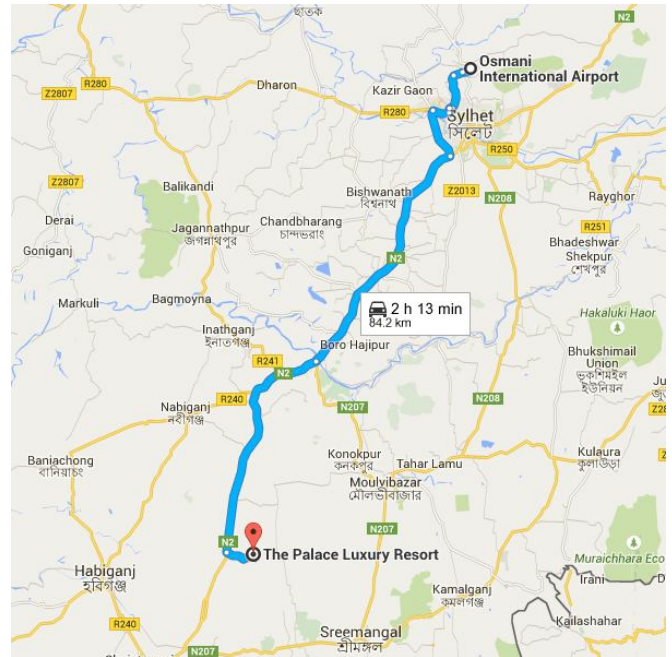 ছাতক
N2
Osmani
International Airport
Z2807
R280
Dharon
Kazir Gaon
R280
Sylhet
সিলেট
R250
Z2807
Balikandi
Bishwanath
বিশ্বনাথ
Z2013
N208
Rayghor
Derai
Chandbharang
চান্দভরাং
R251
Goniganj
Jagannathpur
জগন্নাথপুর
N2
Bhadeshwar
Shekpur
শেখপুর
Markuli
Bagmoyna
2 h 13 min
84.2 km
Hakaluki Haor
Inathganj
ইনাতগঞ্জ
Boro Hajipur
R241
N2
Bhukshimail
Union
ভূকশিমইল
ইউনিয়ন
R240
N207
N208
Nabiganj
নবীগঞ্জ
Konokpur
কনকপুর
Tahar Lamu
Kulaura
কুলাউড়া
Baniachong
বানিয়াচং
Moulvibazar
মৌলভীবাজার
N207
N2
The Palace Luxury Resort
Muraichhara Eco
Habiganj
হবিগঞ্জ
Kamalganj
কমলগঞ্জ
Irani
Kailashahar
R240
N207
Sreemangal
শ্রীমঙ্গল